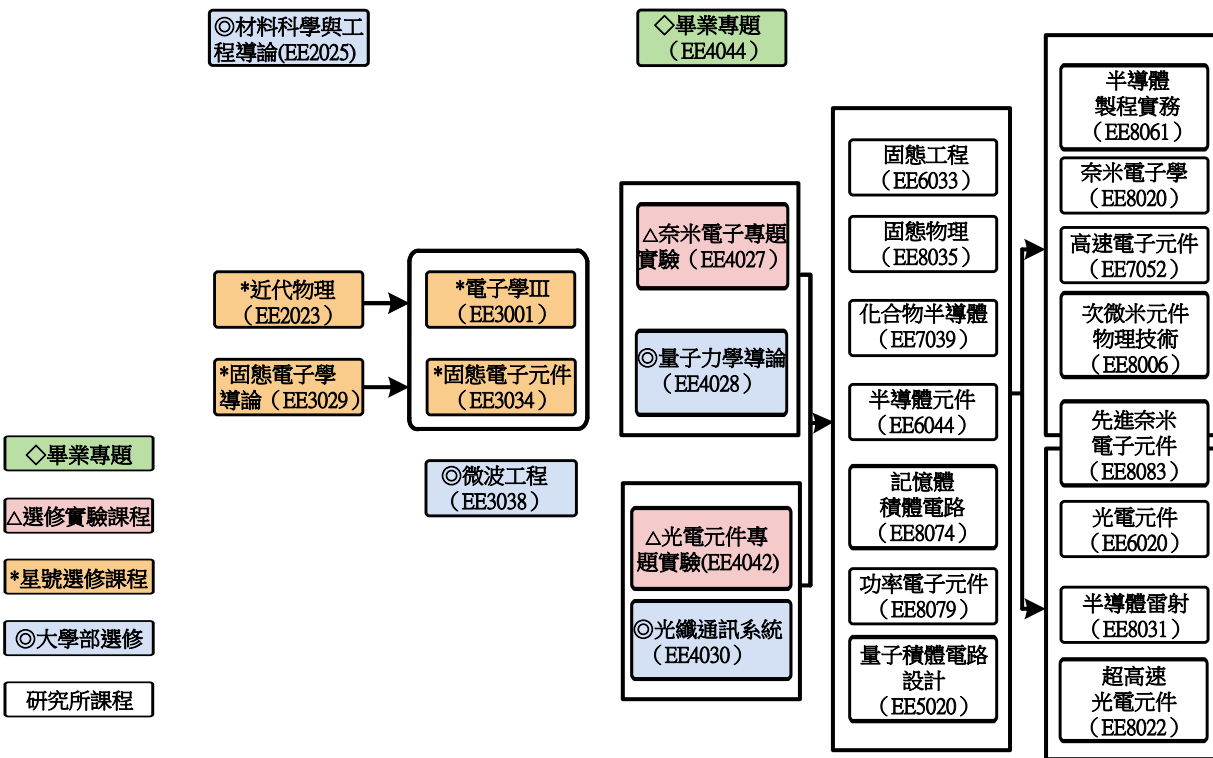 ◎材料科學與工
程導論(EE2025)
◇畢業專題
（EE4044）
*近代物理
（EE2023）
*固態電子學
導論（EE3029）
*電子學III
（EE3001）
*固態電子元件
（EE3034）
◎微波工程
（EE3038）
△奈米電子專題
實驗（EE4027）
◎量子力學導論
（EE4028）
△光電元件專
題實驗(EE4042)
◎光纖通訊系統
（EE4030）
固態工程
（EE6033）
固態物理
（EE8035）
化合物半導體
（EE7039）
半導體元件
（EE6044）
記憶體
積體電路
（EE8074）
功率電子元件
（EE8079）
量子積體電路
設計
（EE5020）
半導體
製程實務
（EE8061）
奈米電子學
（EE8020）
高速電子元件
（EE7052）
次微米元件
物理技術
（EE8006）
先進奈米
電子元件
（EE8083）
光電元件
（EE6020）
半導體雷射
（EE8031）
超高速
光電元件
（EE8022）
◇畢業專題
△選修實驗課程
*星號選修課程
◎大學部選修
研究所課程